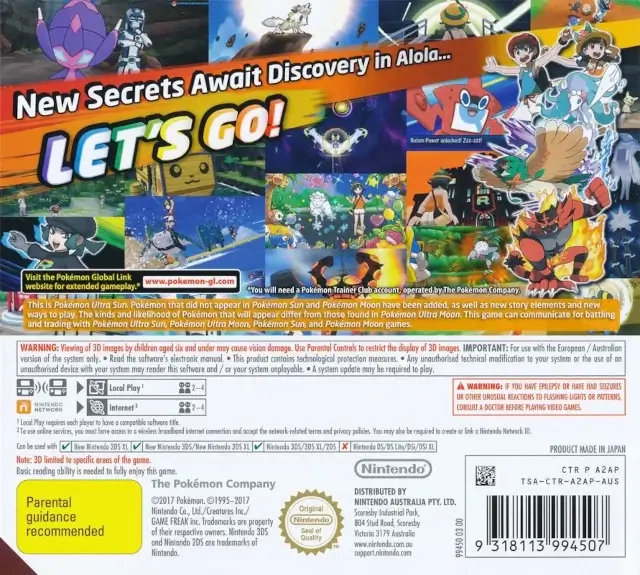 New Secrets Await Discovery in Alola...
LET'S GO!
Rotom Power unlocked! Zzz-zzt!
Visit the Pokémon Global Link
website for extended gameplay.*
www.pokemon-gl.com
*You will need a Pokémon Trainer Club account, operated by The Pokémon Company.
This is Pokémon Ultra Sun. Pokémon that did not appear in Pokémon Sun and Pokémon Moon have been added, as well as new story elements and new
ways to play. The kinds and likelihood of Pokémon that will appear differ from those found in Pokémon Ultra Moon. This game can communicate for battling
and trading with Pokémon Ultra Sun, Pokémon Ultra Moon, Pokémon Sun, and Pokémon Moon games.
WARNING: Viewing of 3D images by children aged six and under may cause vision damage. Use Parental Controls to restrict the display of 3D images. IMPORTANT: For use with the European / Australian
version of the system only. • Read the software's electronic manual. • This product contains technological protection measures. • Any unauthorised technical modification to your system or the use of an
unauthorised device with your system may render this software and / or your system unplayable. • A system update may be required to play.
Local Play¹
2–4
NINTENDO
NETWORK
Internet²
2–4
WARNING: IF YOU HAVE EPILEPSY OR HAVE HAD SEIZURES
OR OTHER UNUSUAL REACTIONS TO FLASHING LIGHTS OR PATTERNS,
CONSULT A DOCTOR BEFORE PLAYING VIDEO GAMES.
¹ Local Play requires each player to have a compatible software title.
² To use online services, you must have access to a wireless broadband internet connection and accept the network-related terms and privacy policies. You may also be required to create or link a Nintendo Network ID.
Can be used with
New Nintendo 2DS XL
New Nintendo 3DS/New Nintendo 3DS XL
Nintendo 3DS/3DS XL/2DS
Nintendo DS/DS Lite/DSi/DSi XL
Note: 3D limited to specific areas of the game.
Basic reading ability is needed to fully enjoy this game.
PRODUCT MADE IN JAPAN
Parental
guidance
recommended
The Pokémon Company
©2017 Pokémon. ©1995–2017
Nintendo Co., Ltd./Creatures Inc./
GAME FREAK inc. Trademarks are property
of their respective owners. Nintendo 3DS
and Nintendo 2DS are trademarks of
Nintendo.
Original
Nintendo
Seal of
Quality
Nintendo
DISTRIBUTED BY
NINTENDO AUSTRALIA PTY. LTD.
Scoresby Industrial Park,
804 Stud Road, Scoresby
Victoria 3179 Australia
www.nintendo.com.au
support.nintendo.com
99450 03 00
CTR P A2AP
TSA-CTR-A2AP-AUS
9 318113 994507